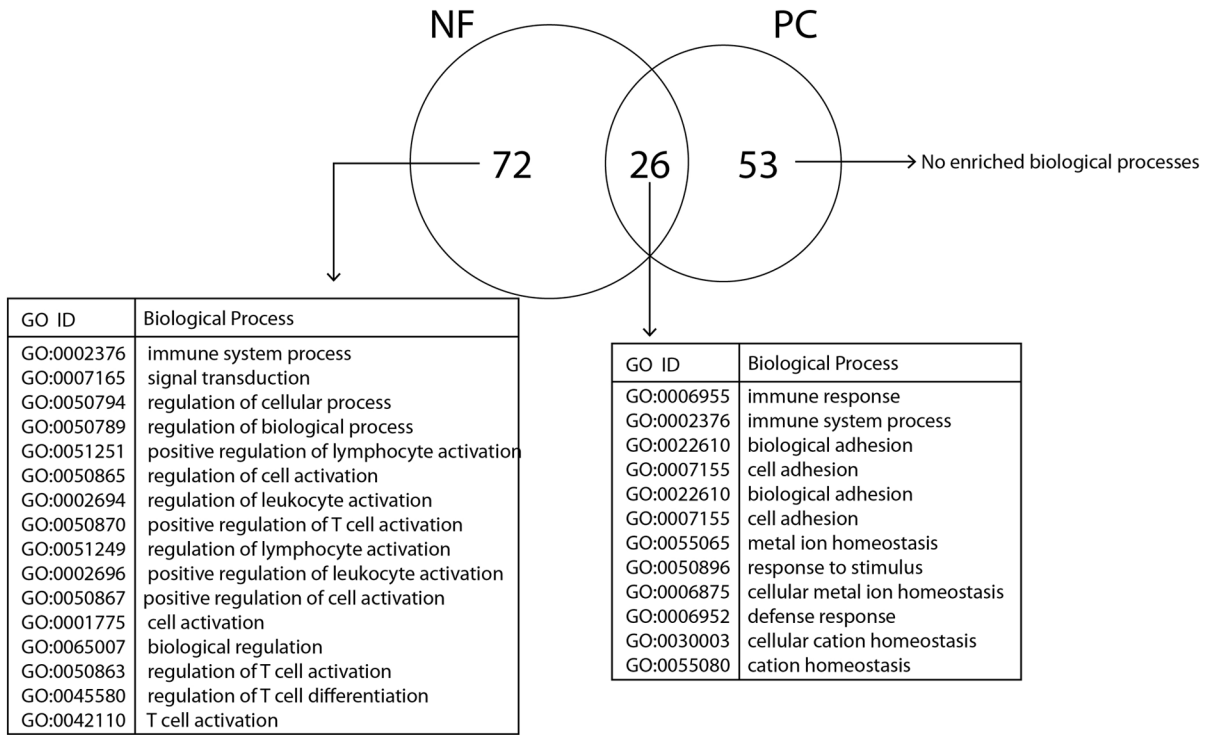 NF PC
72 26 53 No enriched biological processes
GO ID Biological Process
GO:0002376 immune system process
GO:0007165 signal transduction
GO:0050794 regulation of cellular process
GO:0050789 regulation of biological process
GO:0051251 positive regulation of lymphocyte activation
GO:0050865 regulation of cell activation
GO:0002694 regulation of leukocyte activation
GO:0050870 positive regulation of T cell activation
GO:0051249 regulation of lymphocyte activation
GO:0002696 positive regulation of leukocyte activation
GO:0050867 positive regulation of cell activation
GO:0001775 cell activation
GO:0065007 biological regulation
GO:0050863 regulation of T cell activation
GO:0045580 regulation of T cell differentiation
GO:0042110 T cell activation
GO ID Biological Process
GO:0006955 immune response
GO:0002376 immune system process
GO:0022610 biological adhesion
GO:0007155 cell adhesion
GO:0022610 biological adhesion
GO:0007155 cell adhesion
GO:0055065 metal ion homeostasis
GO:0050896 response to stimulus
GO:0006875 cellular metal ion homeostasis
GO:0006952 defense response
GO:0030003 cellular cation homeostasis
GO:0055080 cation homeostasis